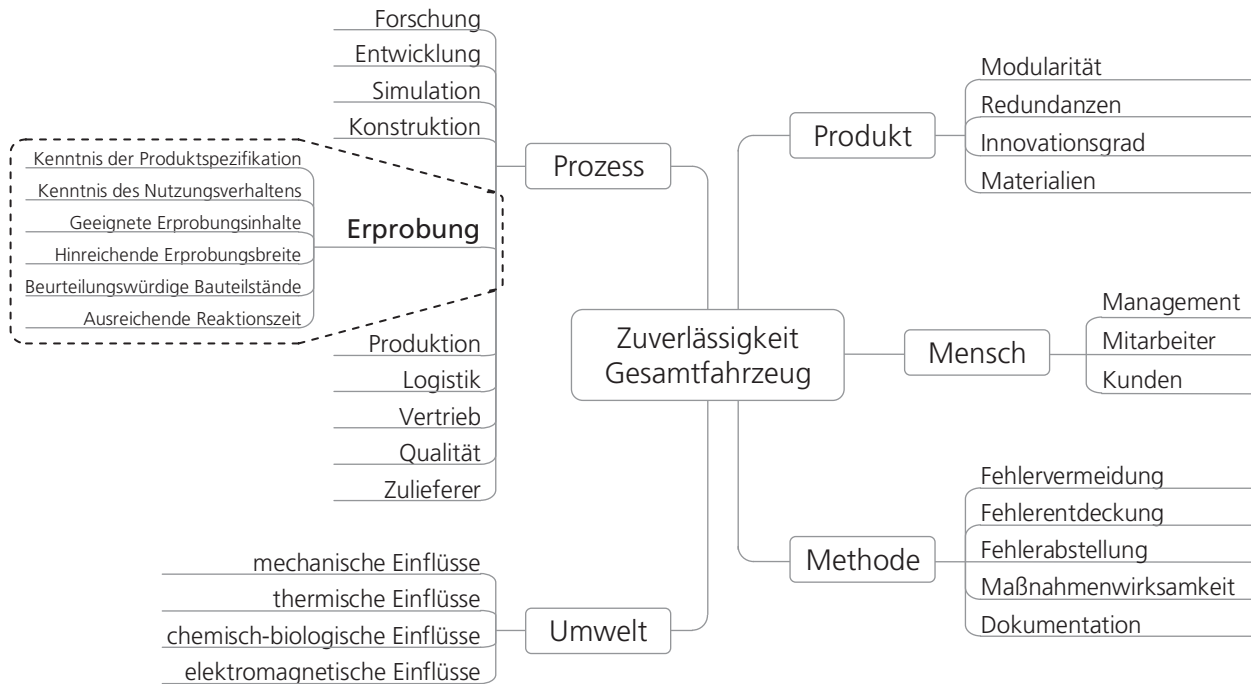 Forschung
Entwicklung
Simulation
Konstruktion
Kenntnis der Produktspezifikation
Kenntnis des Nutzungsverhaltens
Geeignete Erprobungsinhalte
Hinreichende Erprobungsbreite
Beurteilungswürdige Bauteilstände
Ausreichende Reaktionszeit
Erprobung
Produktion
Logistik
Vertrieb
Qualität
Zulieferer
Prozess
mechanische Einflüsse
thermische Einflüsse
chemisch-biologische Einflüsse
elektromagnetische Einflüsse
Umwelt
Zuverlässigkeit
Gesamtfahrzeug
Produkt
Modularität
Redundanzen
Innovationsgrad
Materialien
Mensch
Management
Mitarbeiter
Kunden
Methode
Fehlervermeidung
Fehlerentdeckung
Fehlerabstellung
Maßnahmenwirksamkeit
Dokumentation